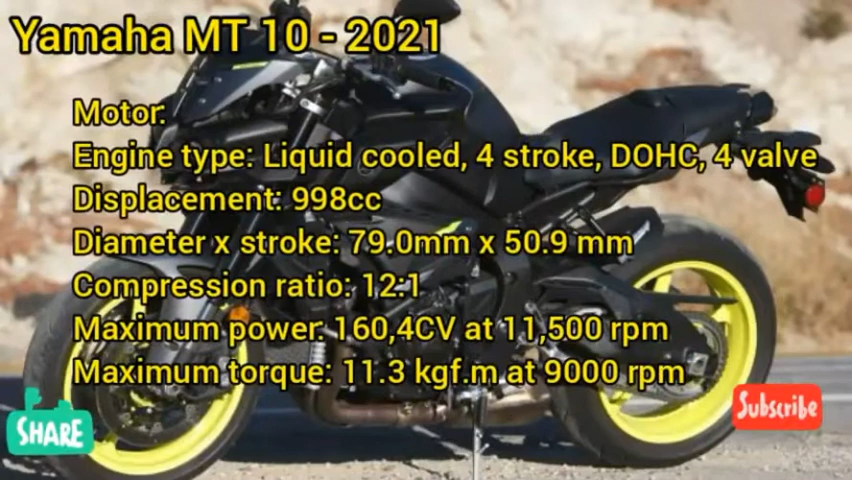 Yamaha MT 10 - 2021
Motor:
Engine type: Liquid cooled, 4 stroke, DOHC, 4 valve
Displacement: 998cc
Diameter x stroke: 79.0mm x 50.9 mm
Compression ratio: 12:1
Maximum power: 160,4CV at 11,500 rpm
Maximum torque: 11.3 kgf.m at 9000 rpm
SHARE
Subscribe